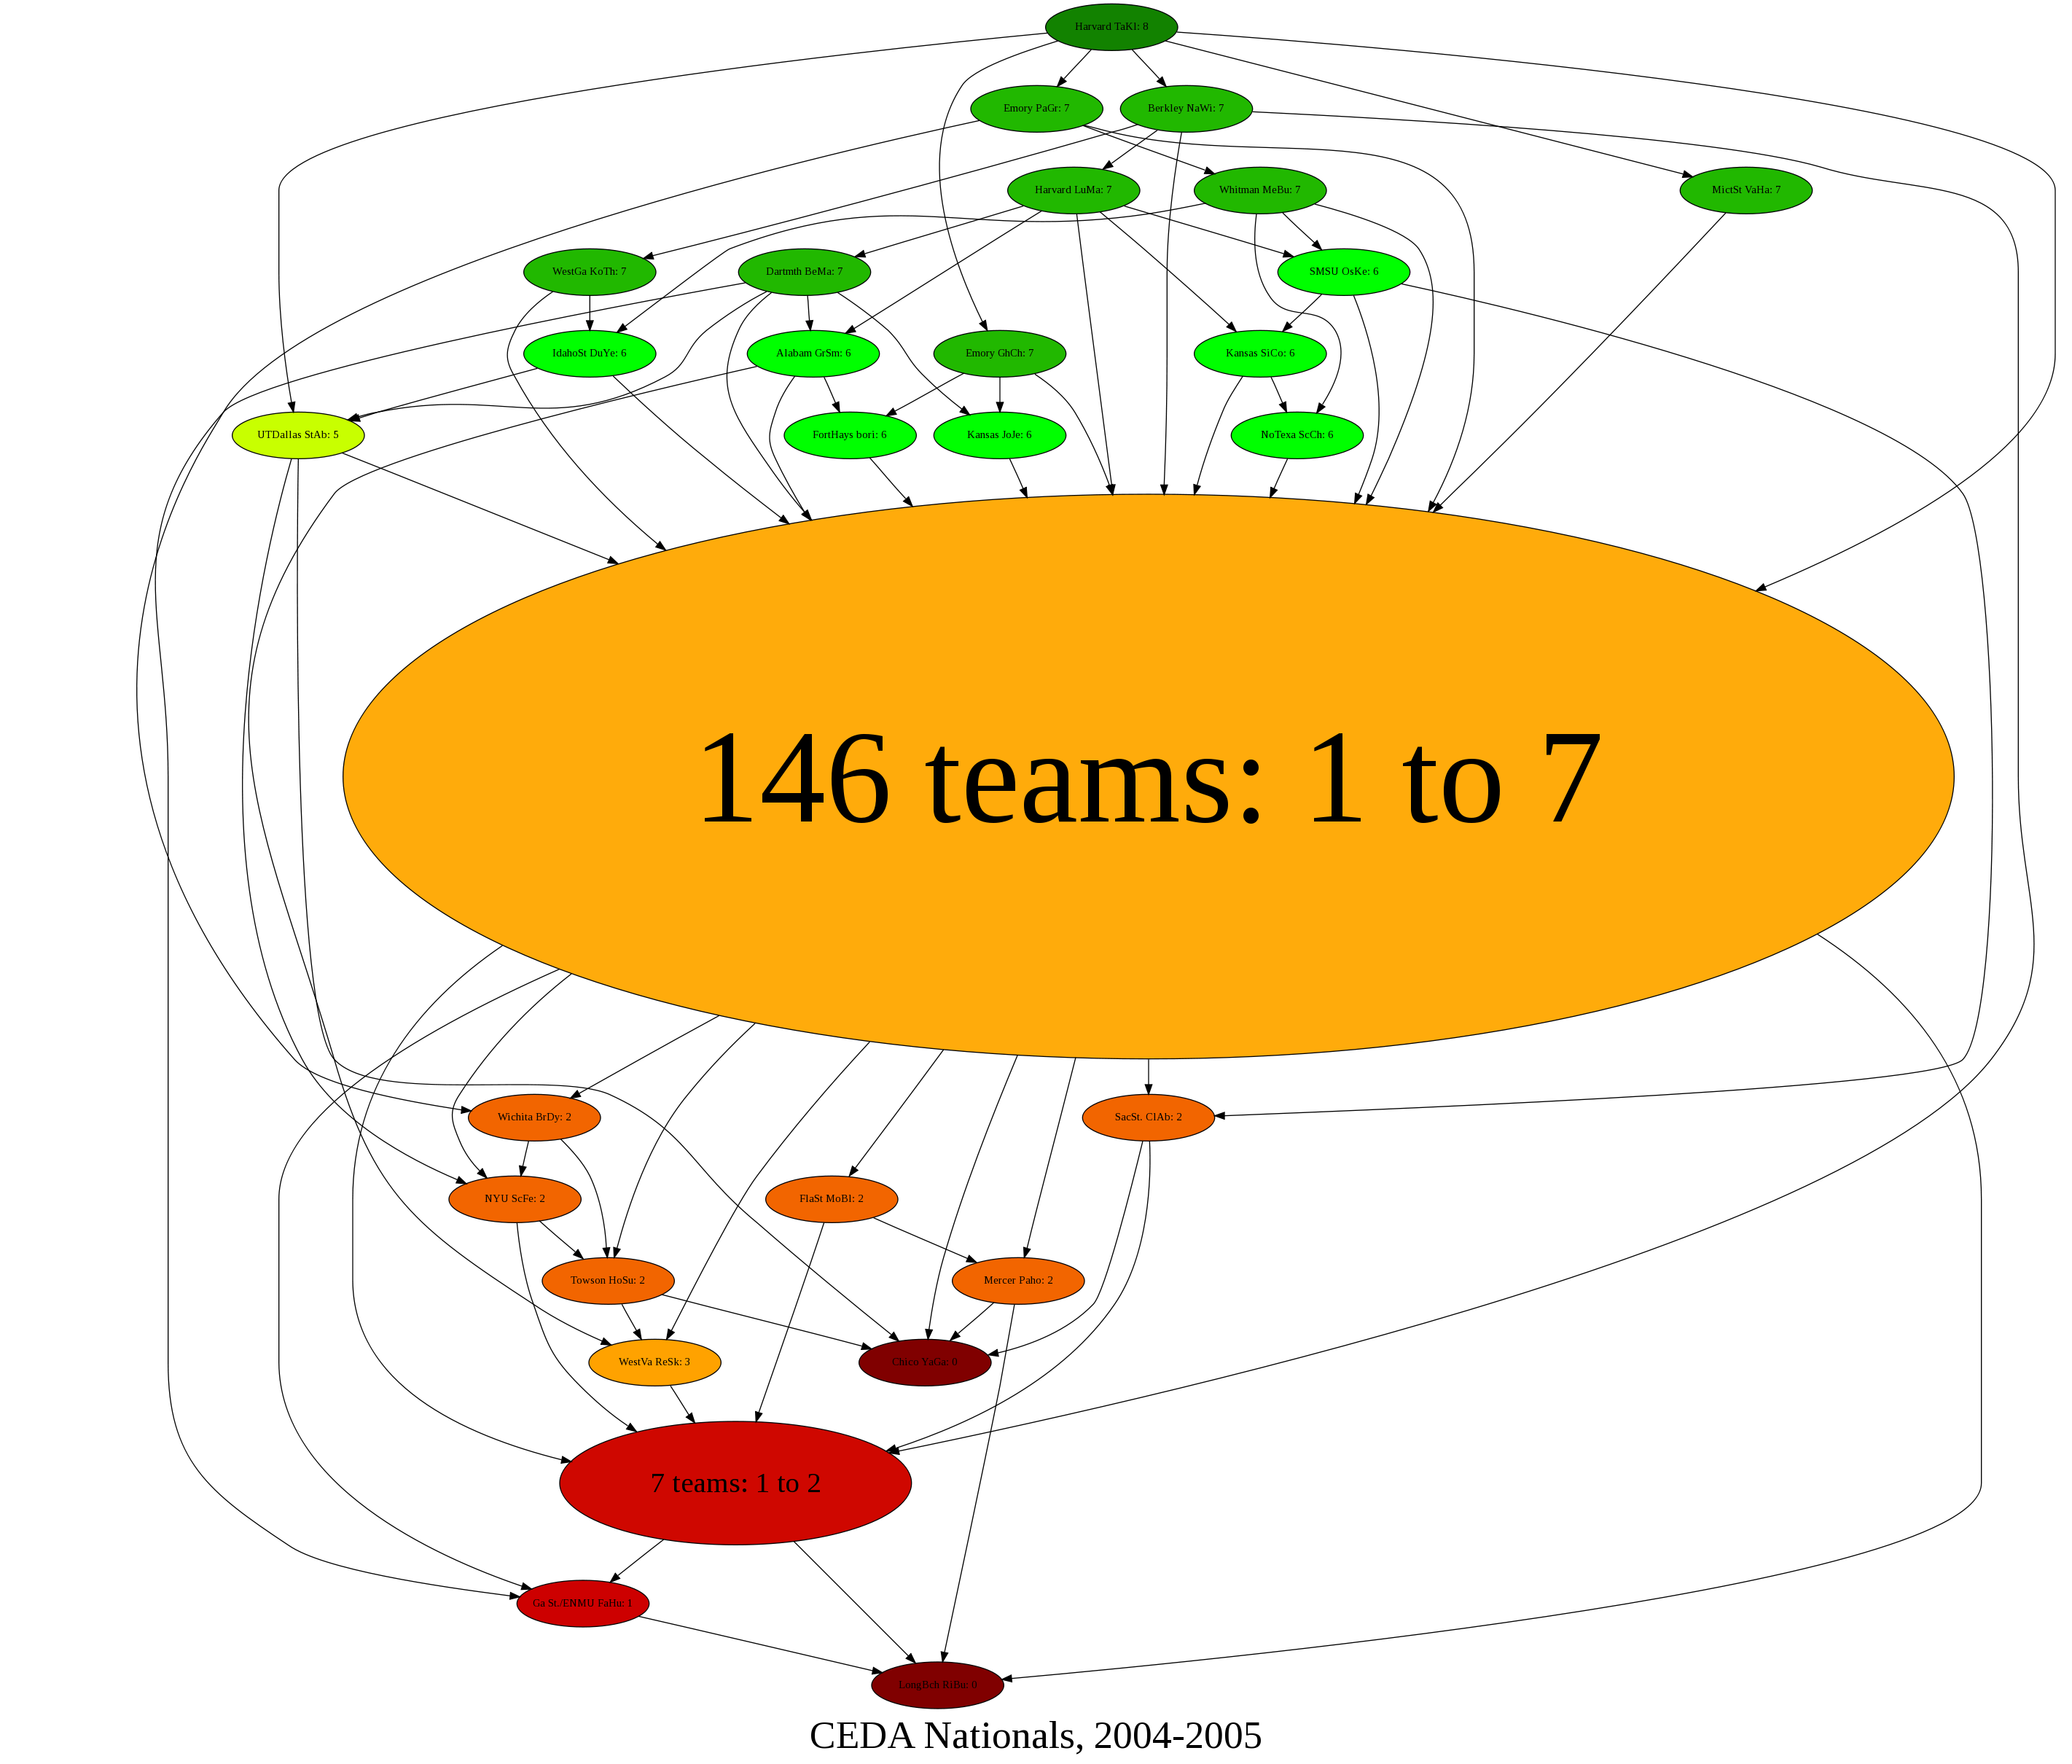 Harvard TaKl: 8
Emory PaGr: 7
Berkley NaWi: 7
Harvard LuMa: 7
Whitman MeBu: 7
MictSt VaHa: 7
WestGa KoTh: 7
Dartmth BeMa: 7
SMSU OsKe: 6
IdahoSt DuYe: 6
Alabam GrSm: 6
Emory GhCh: 7
Kansas SiCo: 6
UTDallas StAb: 5
FortHays bori: 6
Kansas JoJe: 6
NoTexa ScCh: 6
146 teams: 1 to 7
Wichita BrDy: 2
SacSt. ClAb: 2
NYU ScFe: 2
FlaSt MoBl: 2
Towson HoSu: 2
Mercer Paho: 2
WestVa ReSk: 3
Chico YaGa: 0
7 teams: 1 to 2
Ga St./ENMU FaHu: 1
LongBch RiBa: 0
CEDA Nationals, 2004-2005